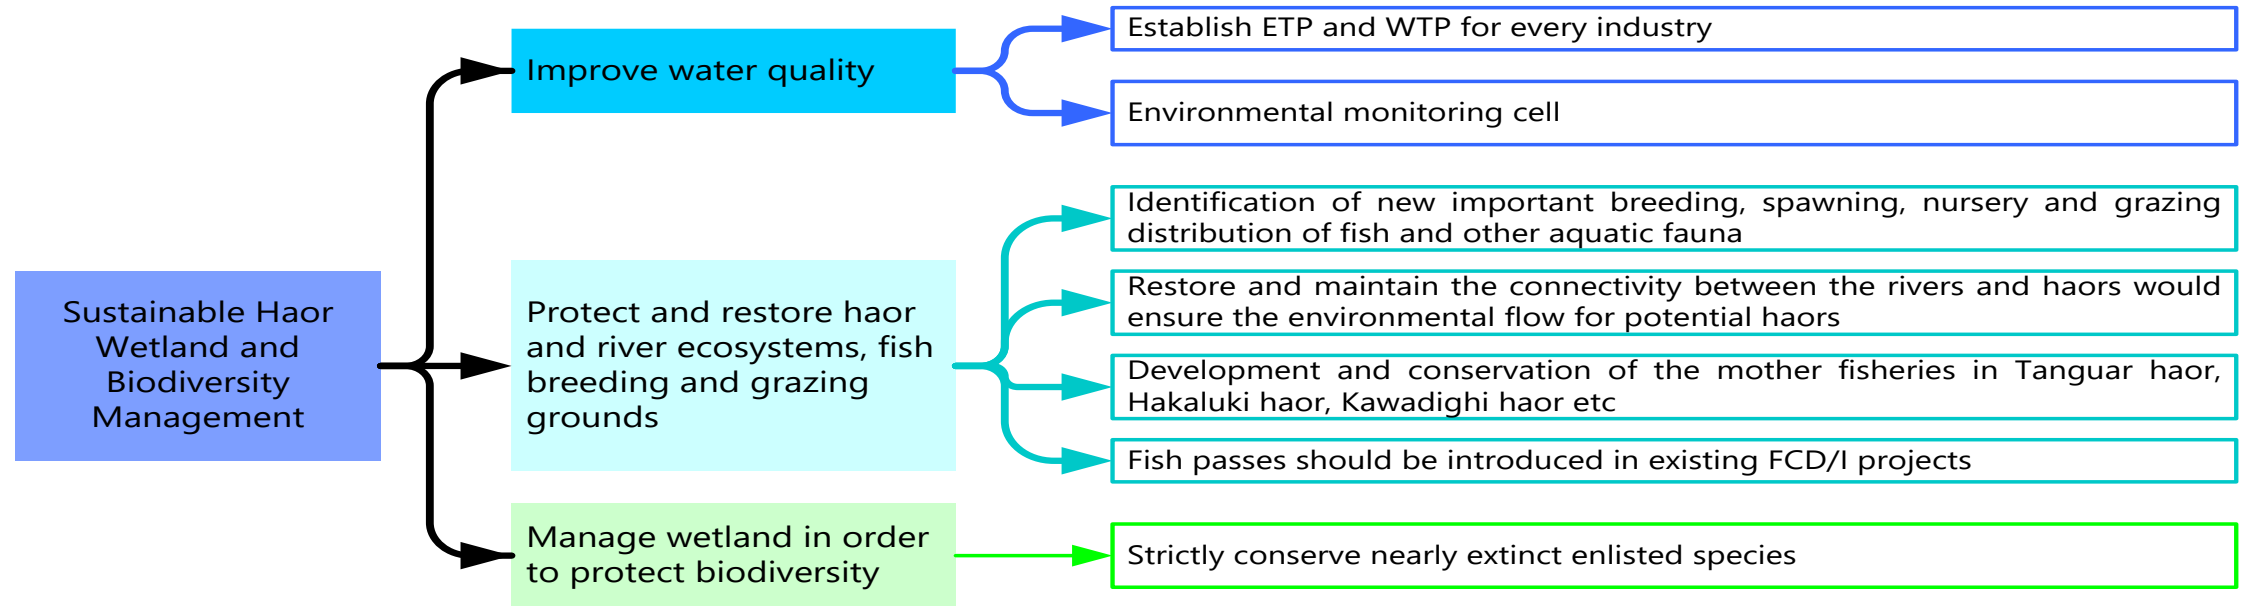 Sustainable Haor
Wetland and
Biodiversity
Management
Improve water quality
Establish ETP and WTP for every industry
Environmental monitoring cell
Protect and restore haor
and river ecosystems, fish
breeding and grazing
grounds
Identification of new important breeding, spawning, nursery and grazing
distribution of fish and other aquatic fauna
Restore and maintain the connectivity between the rivers and haors would
ensure the environmental flow for potential haors
Development and conservation of the mother fisheries in Tanguar haor,
Hakaluki haor, Kawadighi haor etc
Fish passes should be introduced in existing FCD/I projects
Manage wetland in order
to protect biodiversity
Strictly conserve nearly extinct enlisted species